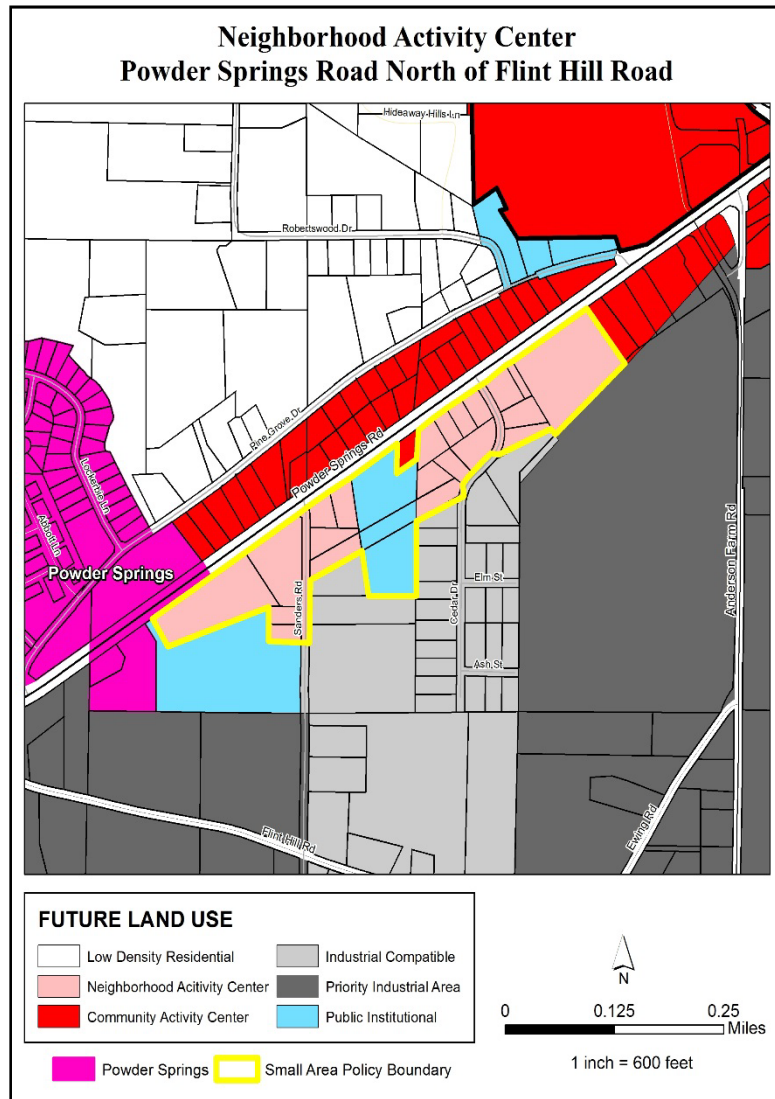 Neighborhood Activity Center
Powder Springs Road North of Flint Hill Road
Hideaway Hills Ln
Robertswood Dr
Pine Grove Dr
Powder Springs Rd
Lockerbie Ln
Abbott Ln
Powder Springs
Sanders Rd
Cedar Dr
Elm St
Ash St
Anderson Farm Rd
Ewing Rd
Flint Hill Rd
FUTURE LAND USE
Low Density Residential
Industrial Compatible
Neighborhood Acitivity Center
Priority Industrial Area
Community Activity Center
Public Institutional
Powder Springs
Small Area Policy Boundary
N
0 0.125 0.25
Miles
1 inch = 600 feet